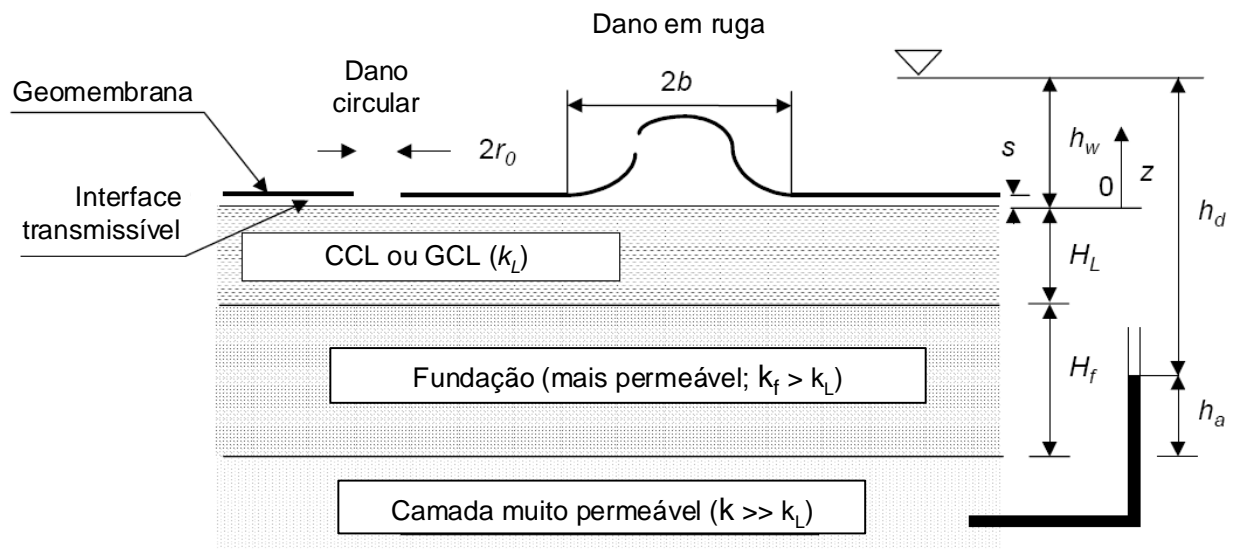 Dano em ruga
Dano
circular
Geomembrana
2b
2r0
s
hw
z
0
hd
Interface
transmissível
CCL ou GCL (kL)
HL
Fundação (mais permeável; kf > kL)
Hf
ha
Camada muito permeável (k >> kL)